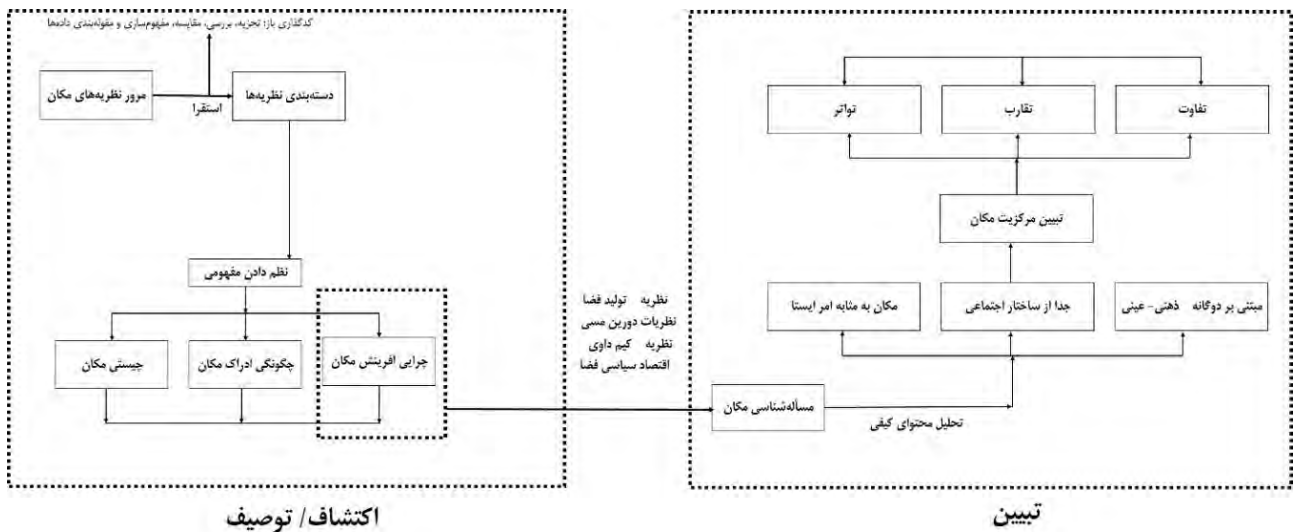 کدگذاری باز؛ تجزیه، بررسی، مقایسه، مفهوم‌سازی و مقوله‌بندی داده‌ها
مرور نظریه‌های مکان
استقرا
دسته‌بندی نظریه‌ها
نظم دادن مفهومی
چیستی مکان
چگونگی ادراک مکان
چرایی افرینش مکان
اکتشاف/ توصیف
نظریه تولید فضا
نظریات دورین مسی
نظریه کیم داوی
اقتصاد سیاسی فضا
تواتر
تقارب
تفاوت
تبیین مرکزیت مکان
مکان به مثابه امر ایستا
جدا از ساختار اجتماعی
مبتنی بر دوگانه ذهنی- عینی
مسأله‌شناسی مکان
تحلیل محتوای کیفی
تبیین